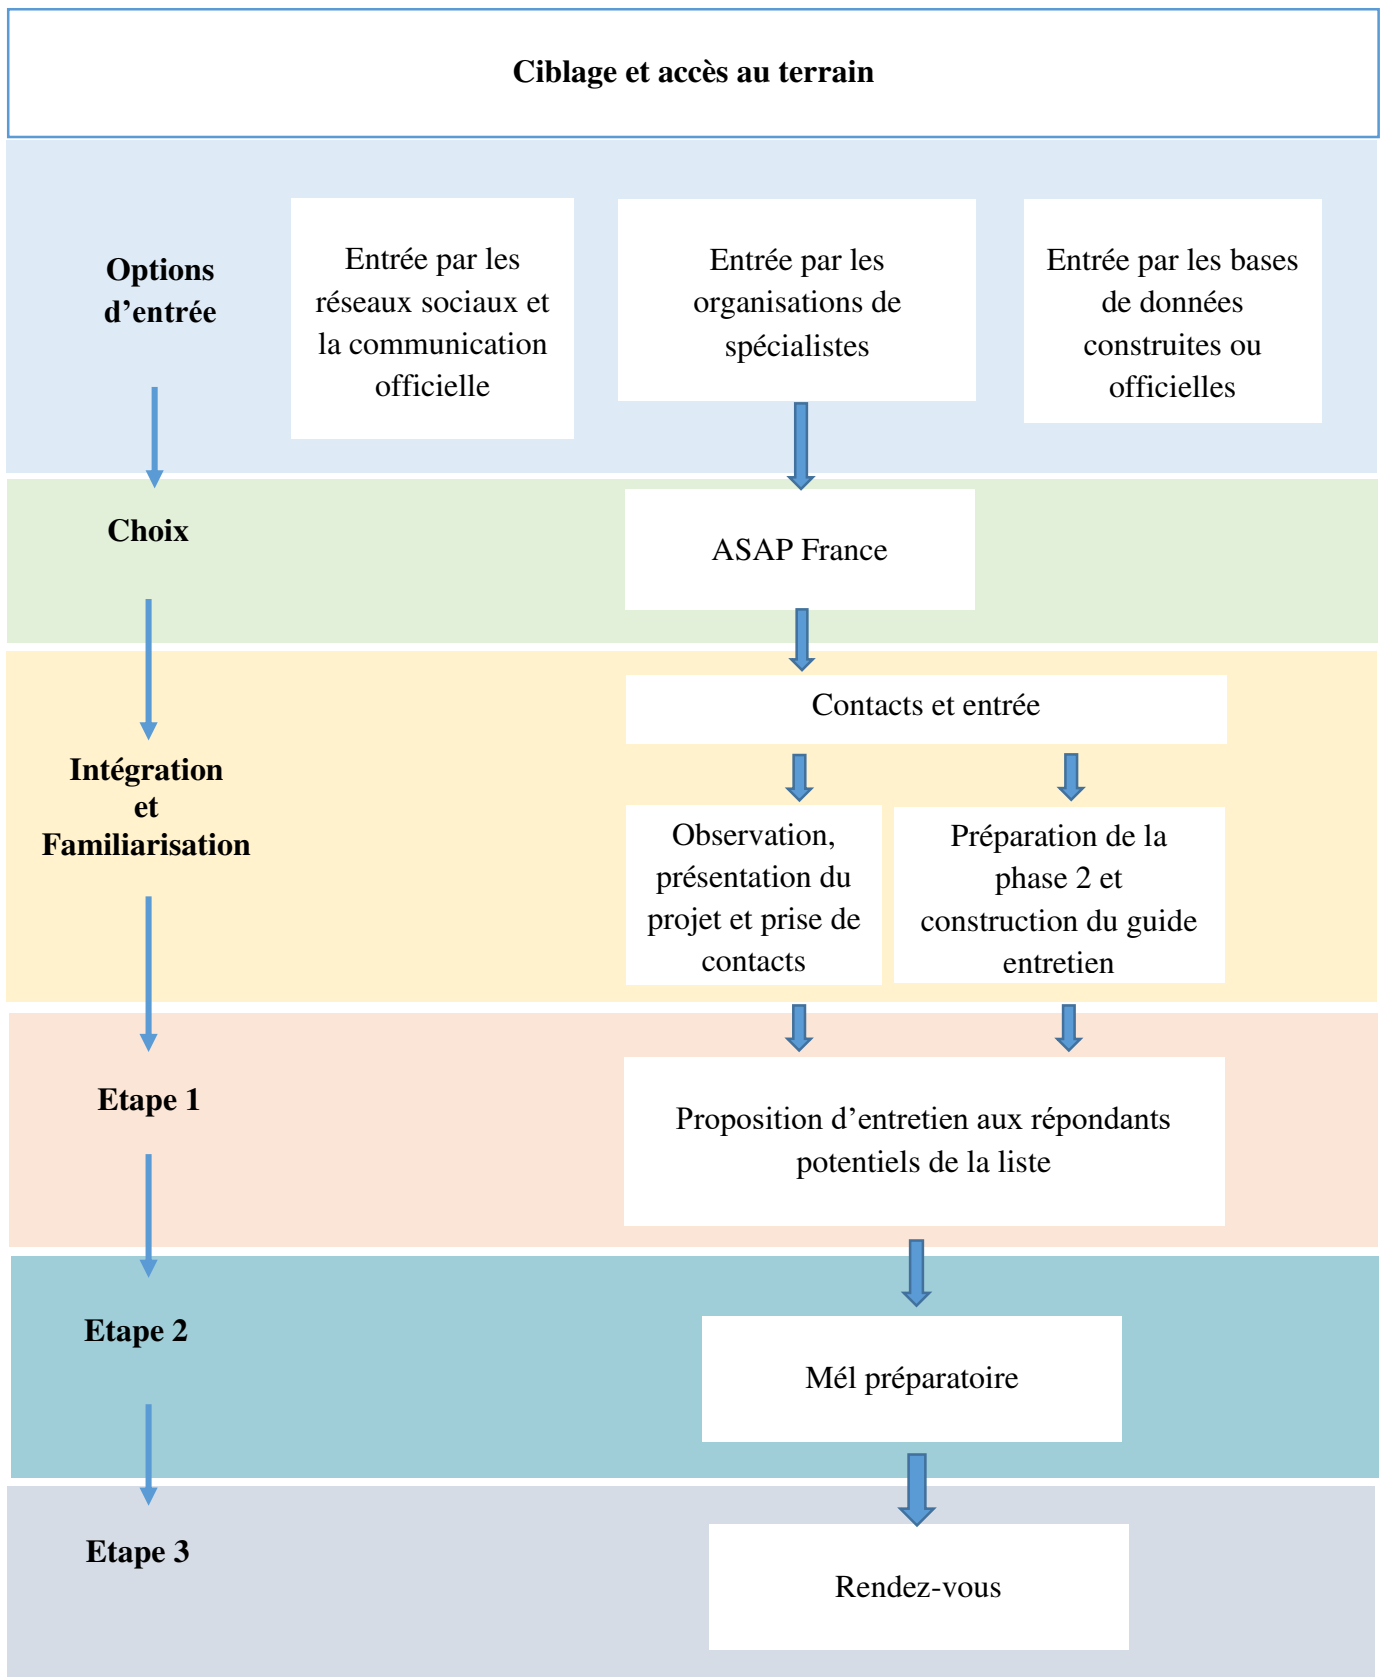 Ciblage et accès au terrain
Options
d’entrée
Entrée par les
réseaux sociaux et
la communication
officielle
Entrée par les
organisations de
spécialistes
Entrée par les bases
de données
construites ou
officielles
Choix
ASAP France
Intégration
et
Familiarisation
Contacts et entrée
Observation,
présentation du
projet et prise de
contacts
Préparation de la
phase 2 et
construction du guide
entretien
Etape 1
Proposition d’entretien aux répondants
potentiels de la liste
Etape 2
Mél préparatoire
Etape 3
Rendez-vous